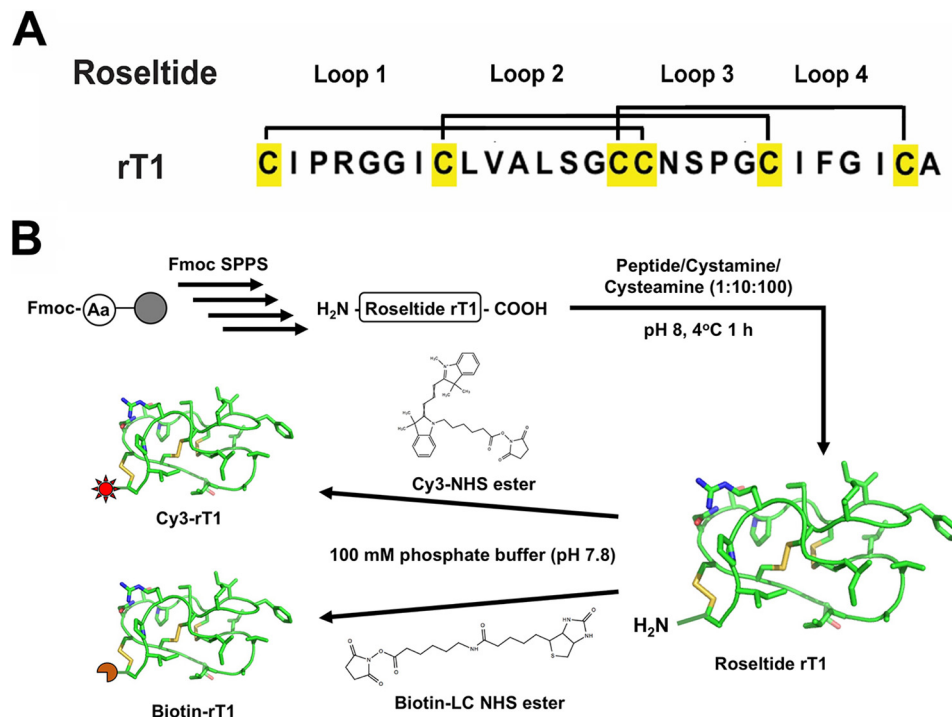 A
Roseltide
Loop 1 Loop 2 Loop 3 Loop 4
rT1
CIPRGGICLVALSGCCNSPGCIFGICA
B
Fmoc SPPS
Fmoc-Aa
H₂N - Roseltide rT1 - COOH
Peptide/Cystamine/
Cysteamine (1:10:100)
pH 8, 4°C 1 h
Cy3-NHS ester
Cy3-rT1
100 mM phosphate buffer (pH 7.8)
H₂N
Roseltide rT1
Biotin-LC NHS ester
Biotin-rT1